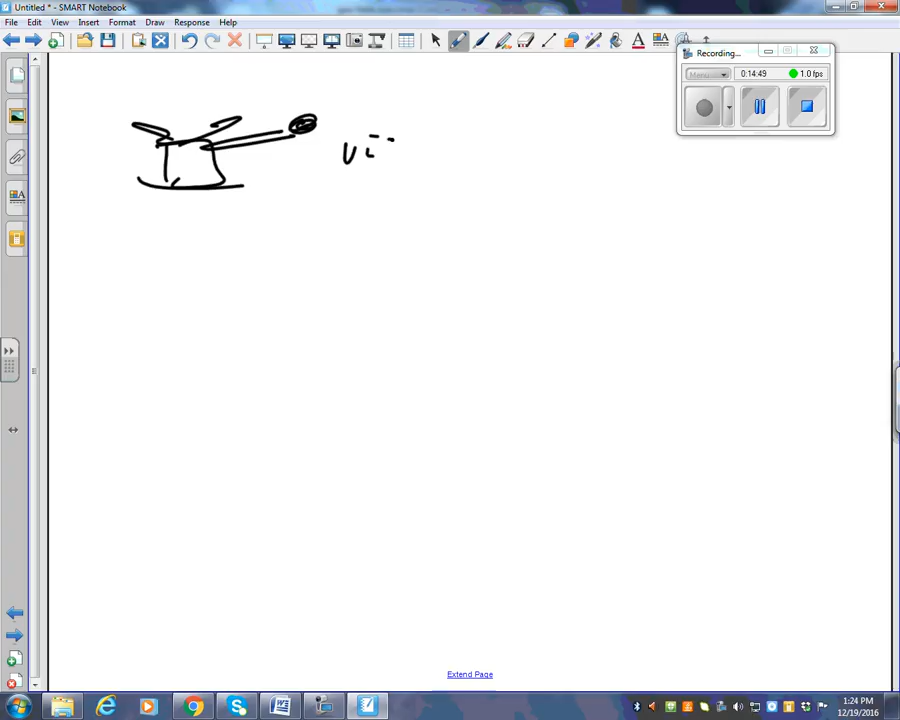 Untitled * - SMART Notebook
File Edit View Insert Format Draw Response Help
Recording...
Menu
0:14:49 1.0 fps
vi
Extend Page
1:24 PM
12/19/2016